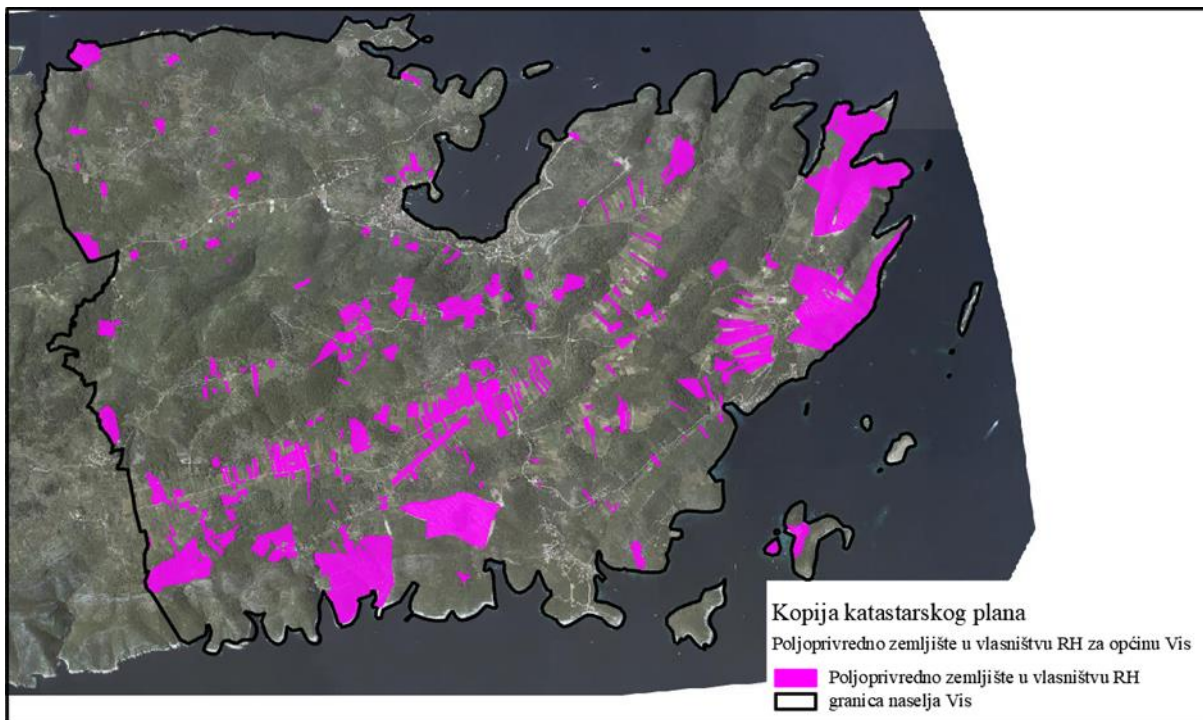 Kopija katastarskog plana
Poljoprivredno zemljište u vlasništvu RH za općinu Vis
Poljoprivredno zemljište u vlasništvu RH
granica naselja Vis